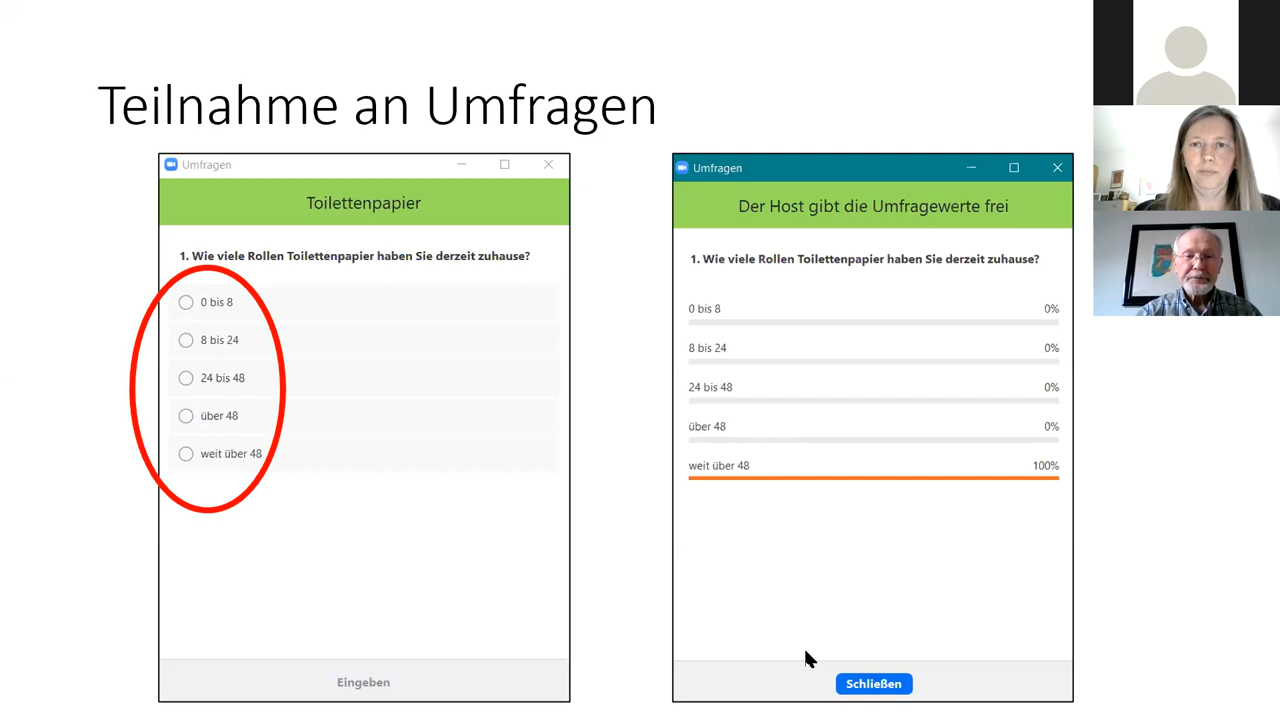 Teilnahme an Umfragen
Umfragen
Toilettenpapier
1. Wie viele Rollen Toilettenpapier haben Sie derzeit zuhause?
0 bis 8
8 bis 24
24 bis 48
über 48
weit über 48
Eingeben
Umfragen
Der Host gibt die Umfragewerte frei
1. Wie viele Rollen Toilettenpapier haben Sie derzeit zuhause?
0 bis 8 0%
8 bis 24 0%
24 bis 48 0%
über 48 0%
weit über 48 100%
Schließen